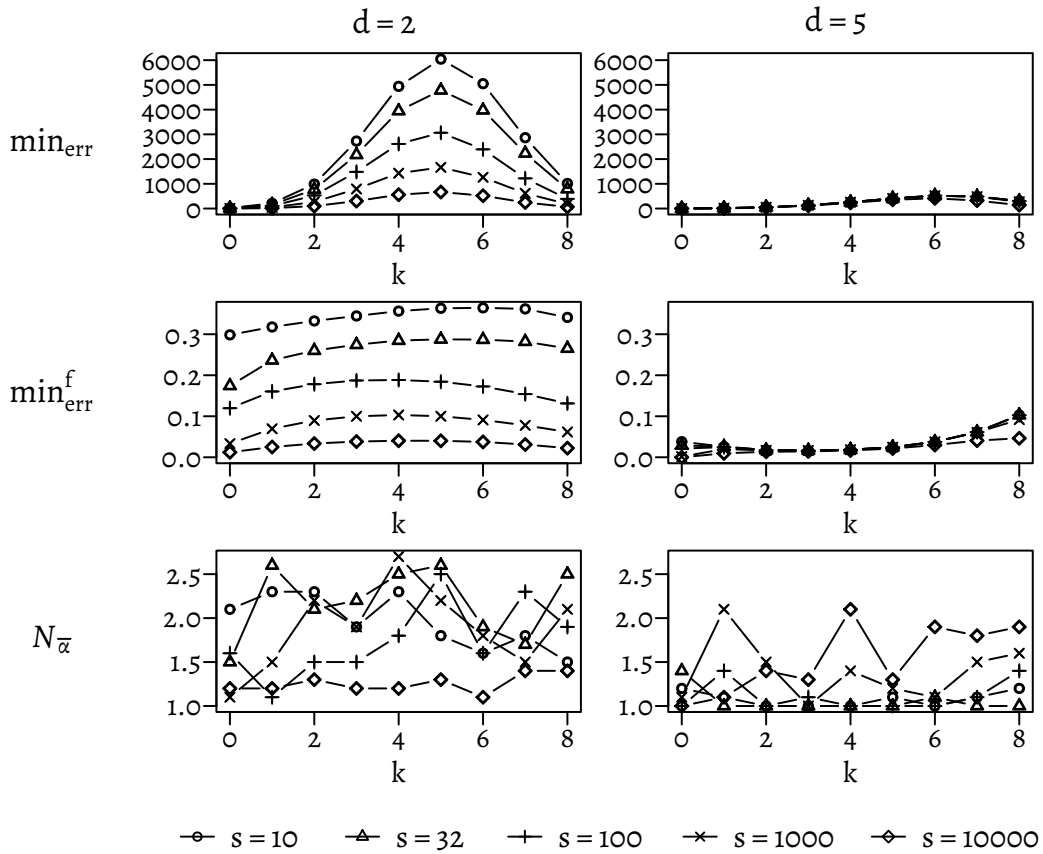 d = 2
d = 5
min_err
6000
5000
4000
3000
2000
1000
0
0 2 4 6 8
k
6000
5000
4000
3000
2000
1000
0
0 2 4 6 8
k
min^f_err
0.3
0.2
0.1
0.0
0 2 4 6 8
k
0.3
0.2
0.1
0.0
0 2 4 6 8
k
N_α̅
2.5
2.0
1.5
1.0
0 2 4 6 8
k
2.5
2.0
1.5
1.0
0 2 4 6 8
k
s = 10 s = 32 s = 100 s = 1000 s = 10000